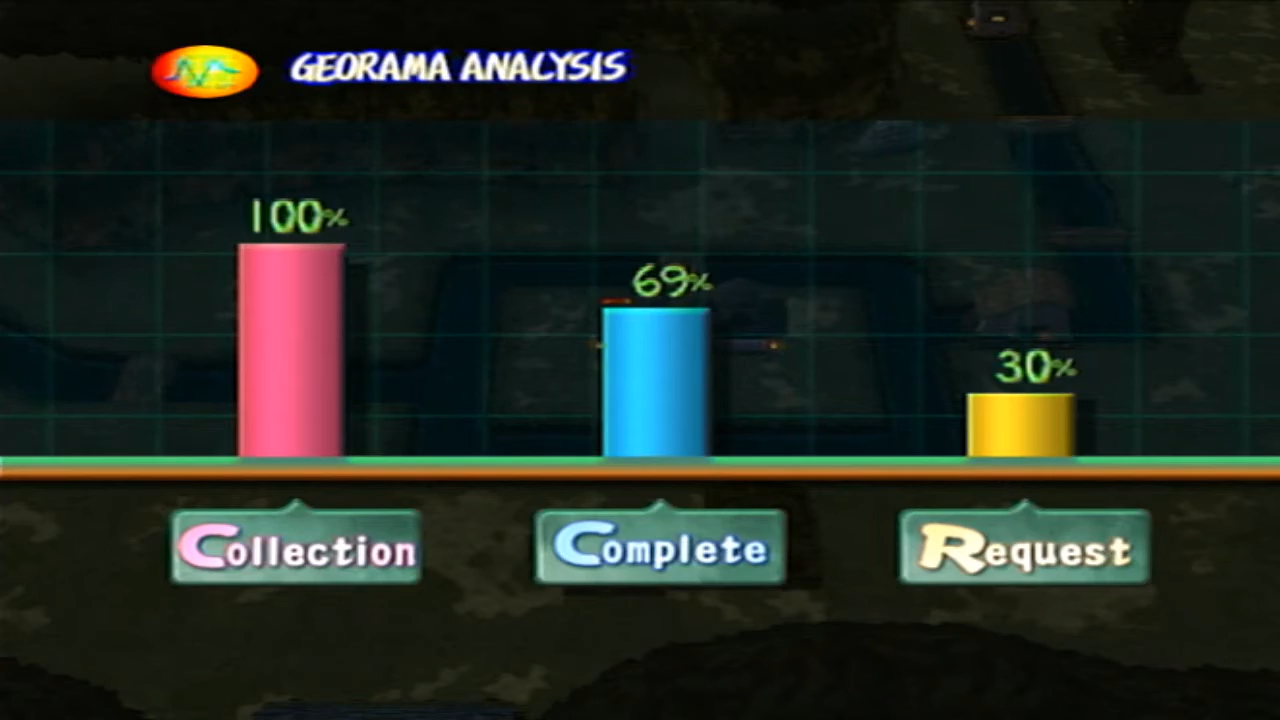 GEORAMA ANALYSIS
100%
69%
30%
Collection
Complete
Request